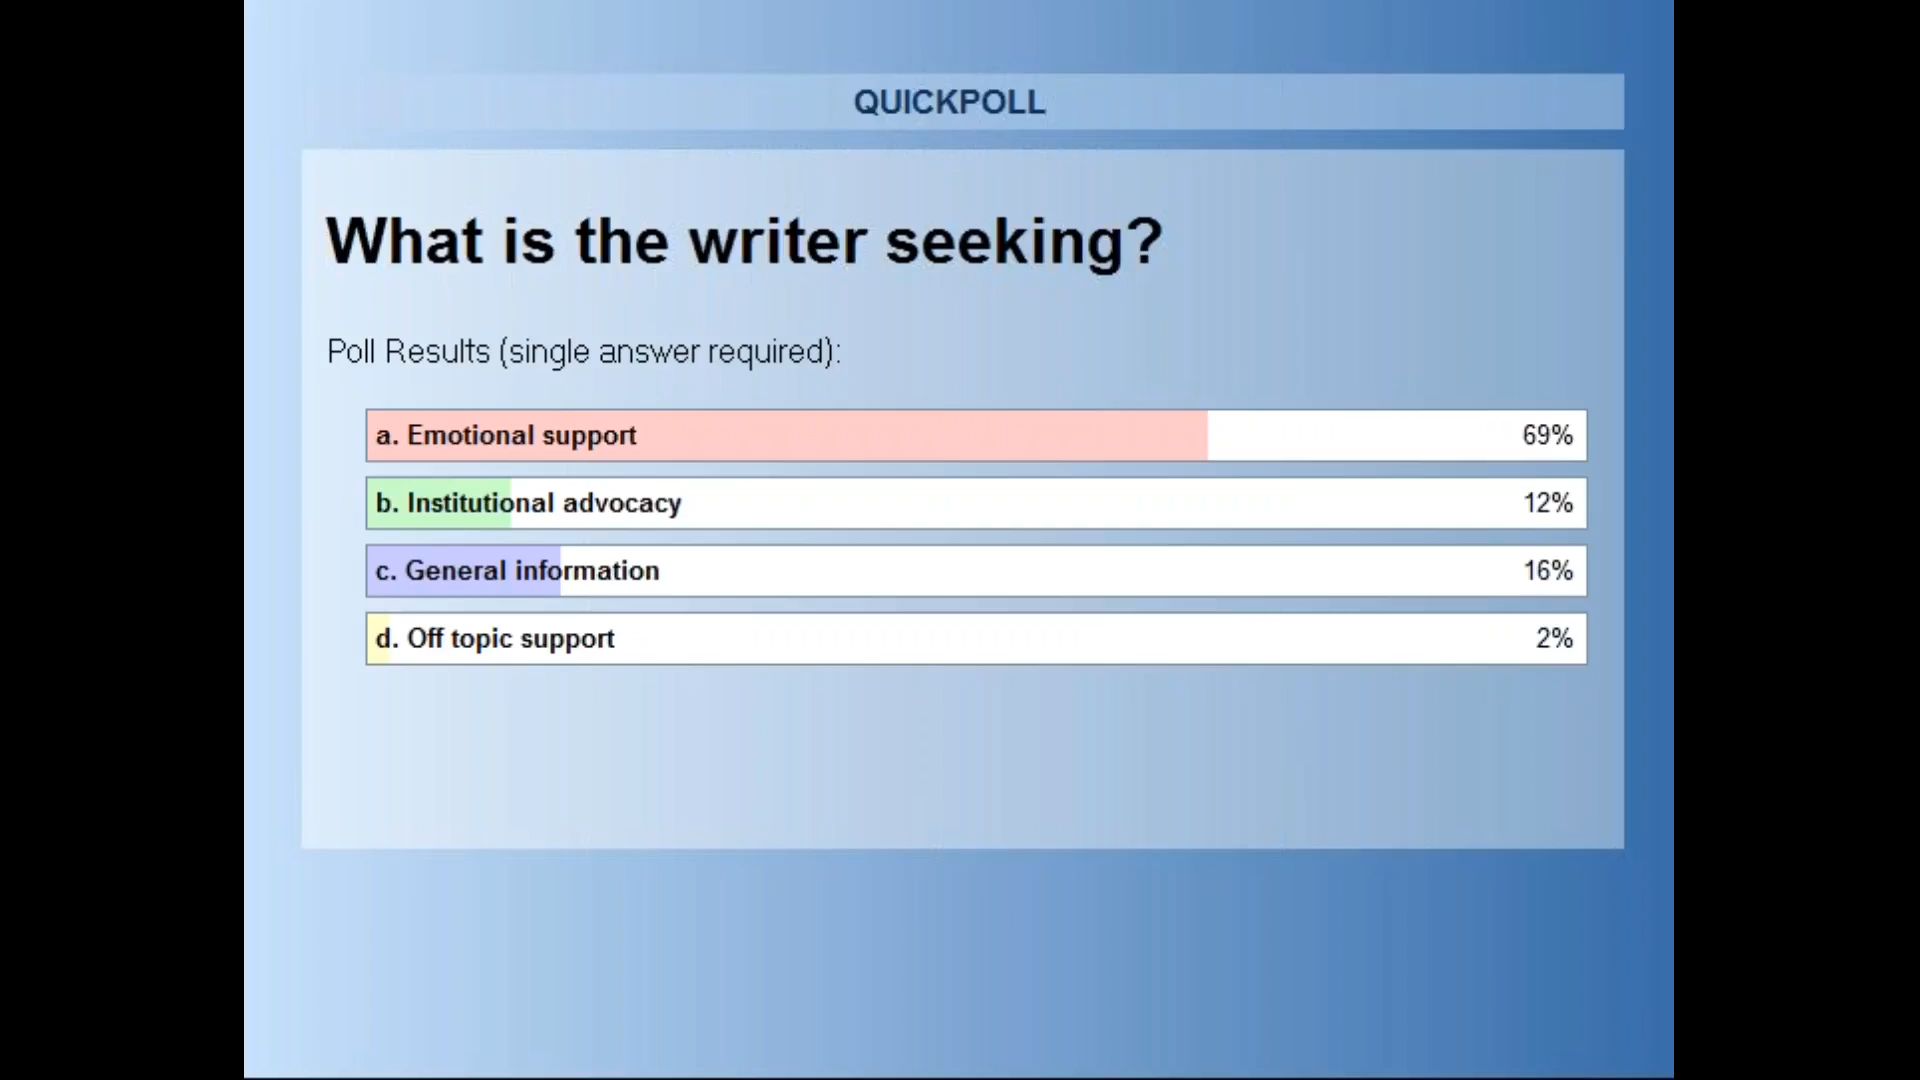 QUICKPOLL
What is the writer seeking?
Poll Results (single answer required):
a. Emotional support 69%
b. Institutional advocacy 12%
c. General information 16%
d. Off topic support 2%